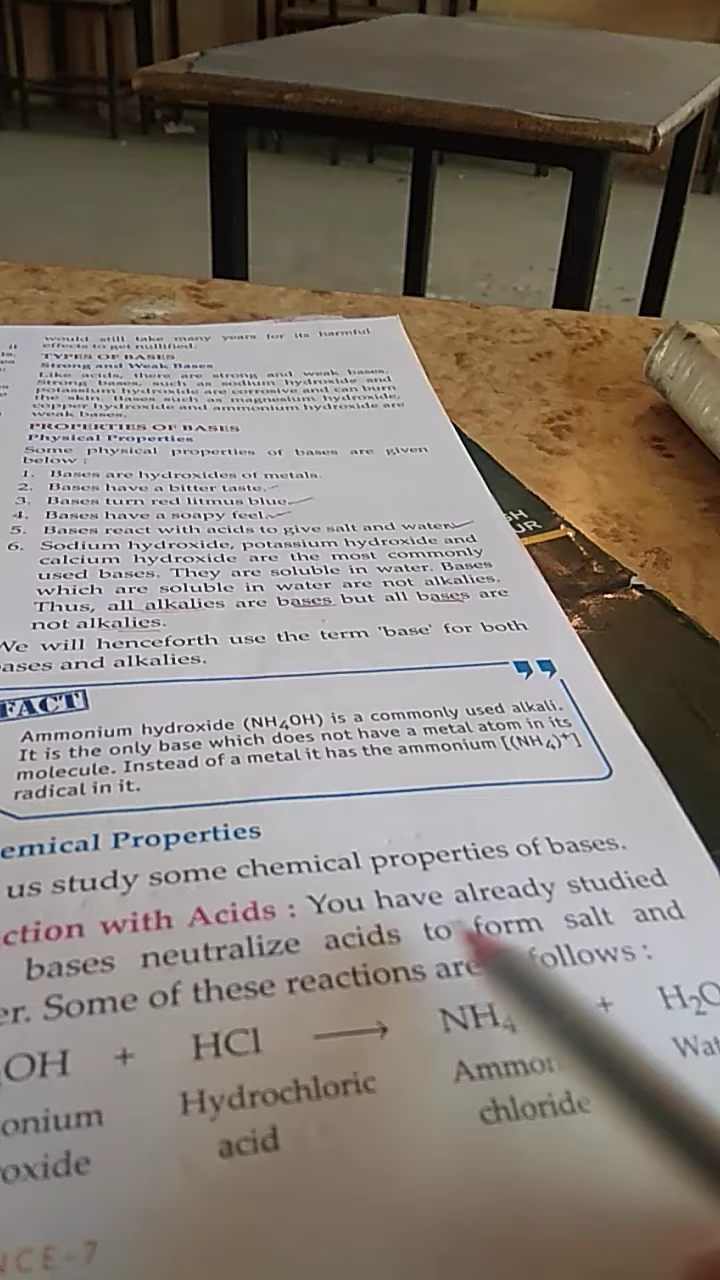 would still take many years for its harmful
it effects to get nullified.
TYPES OF BASES
Strong and Weak Bases
Like acids, there are strong and weak bases.
Strong bases, such as sodium hydroxide and
potassium hydroxide are corrosive and can burn
the skin. Bases such as magnesium hydroxide,
copper hydroxide and ammonium hydroxide are
weak bases.
PROPERTIES OF BASES
Physical Properties
Some physical properties of bases are given
below :
1. Bases are hydroxides of metals.
2. Bases have a bitter taste.
3. Bases turn red litmus blue.
4. Bases have a soapy feel.
5. Bases react with acids to give salt and water.
6. Sodium hydroxide, potassium hydroxide and
calcium hydroxide are the most commonly
used bases. They are soluble in water. Bases
which are soluble in water are not alkalies.
Thus, all alkalies are bases but all bases are
not alkalies.
We will henceforth use the term 'base' for both
ases and alkalies.
FACT
Ammonium hydroxide (NH₄OH) is a commonly used alkali.
It is the only base which does not have a metal atom in its
molecule. Instead of a metal it has the ammonium [(NH₄)⁺]
radical in it.
emical Properties
us study some chemical properties of bases.
ction with Acids : You have already studied
bases neutralize acids to form salt and
er. Some of these reactions are follows :
OH + HCl ⟶ NH₄ + H₂O
onium Hydrochloric Ammon Wat
oxide acid chloride
NCE-7
SH
UR